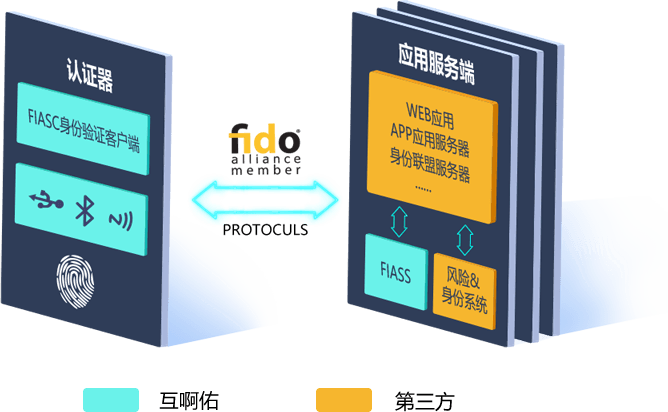 认证器
FIASC身份验证客户端
fido
alliance
member
PROTOCULS
应用服务端
WEB应用
APP应用服务器
身份联盟服务器
......
FIASS
风险&
身份系统
互啊佑
第三方